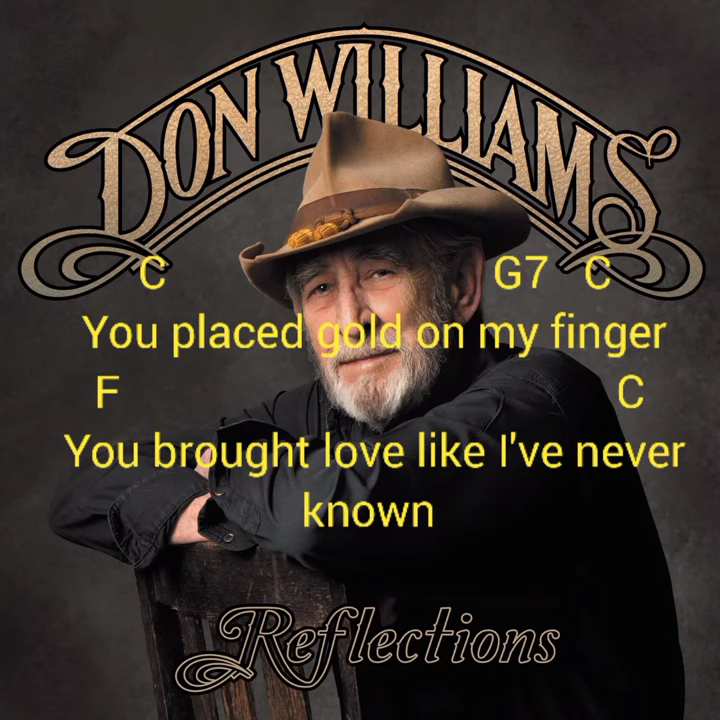 DON WILLIAMS
C G7 C
You placed gold on my finger
F C
You brought love like I've never
known
Reflections